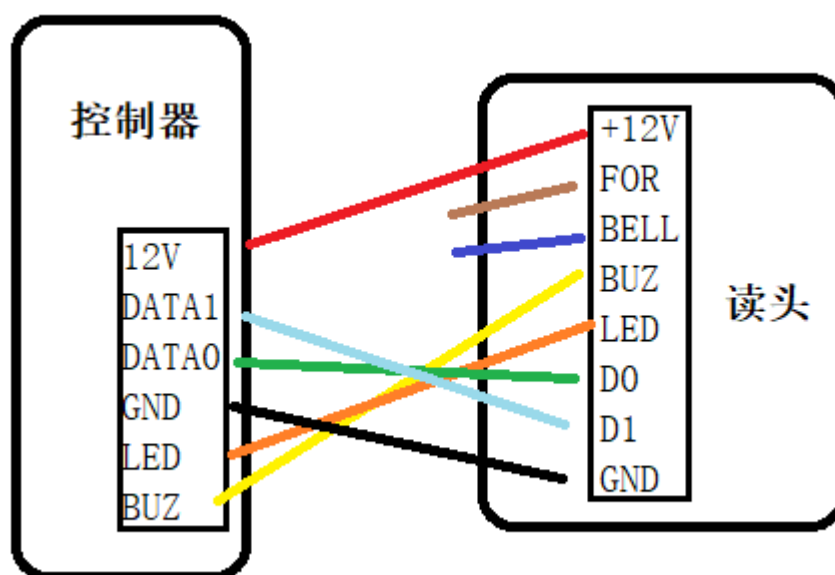 控制器
12V
DATA1
DATA0
GND
LED
BUZ
+12V
FOR
BELL
BUZ
LED
D0
D1
GND
读头